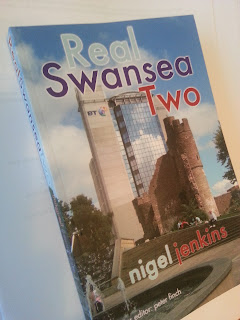 Real
Swansea
Two
BT
nigel jenkins
editor: peter finch